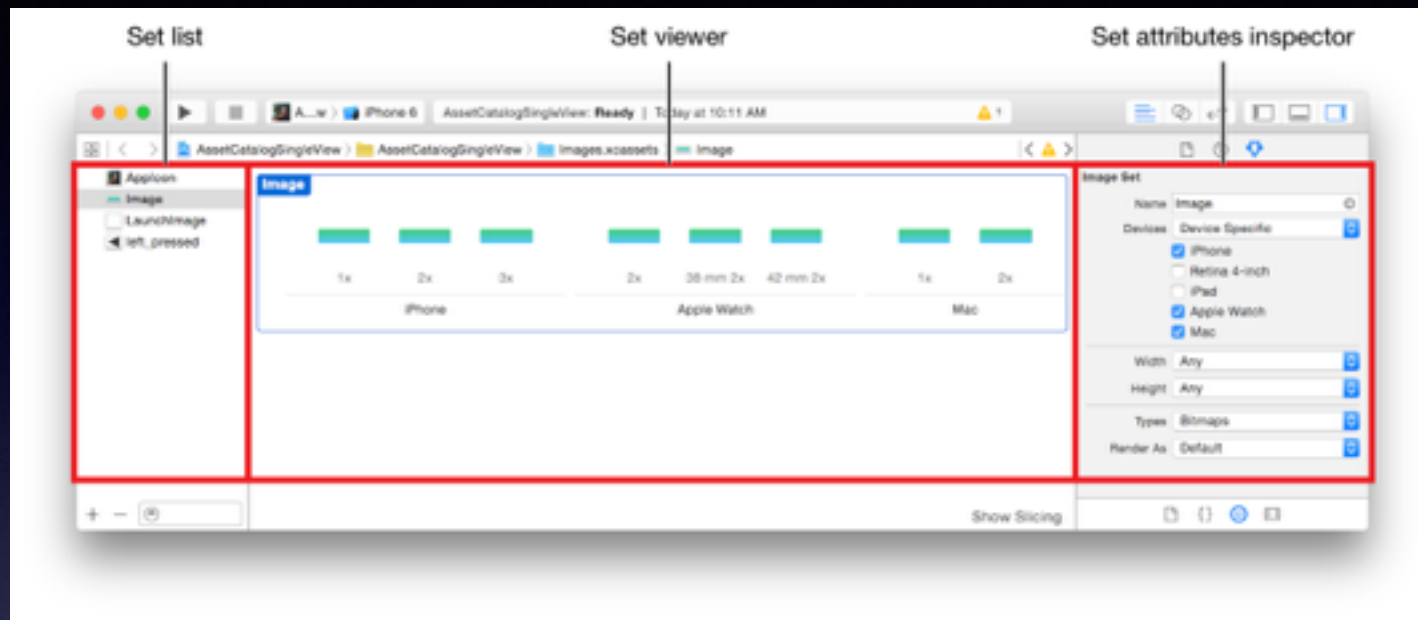 Set list
Set viewer
Set attributes inspector
A...w
iPhone 6
AssetCatalogSingleView: Ready | Today at 10:11 AM
1
AssetCatalogSingleView
AssetCatalogSingleView
Images.xcassets
Image
AppIcon
Image
LaunchImage
left_pressed
Image
1x 2x 3x
iPhone
2x 38 mm 2x 42 mm 2x
Apple Watch
1x 2x
Mac
Show Slicing
Image Set
Name Image
Devices Device Specific
iPhone
Retina 4-inch
iPad
Apple Watch
Mac
Width Any
Height Any
Types Bitmaps
Render As Default